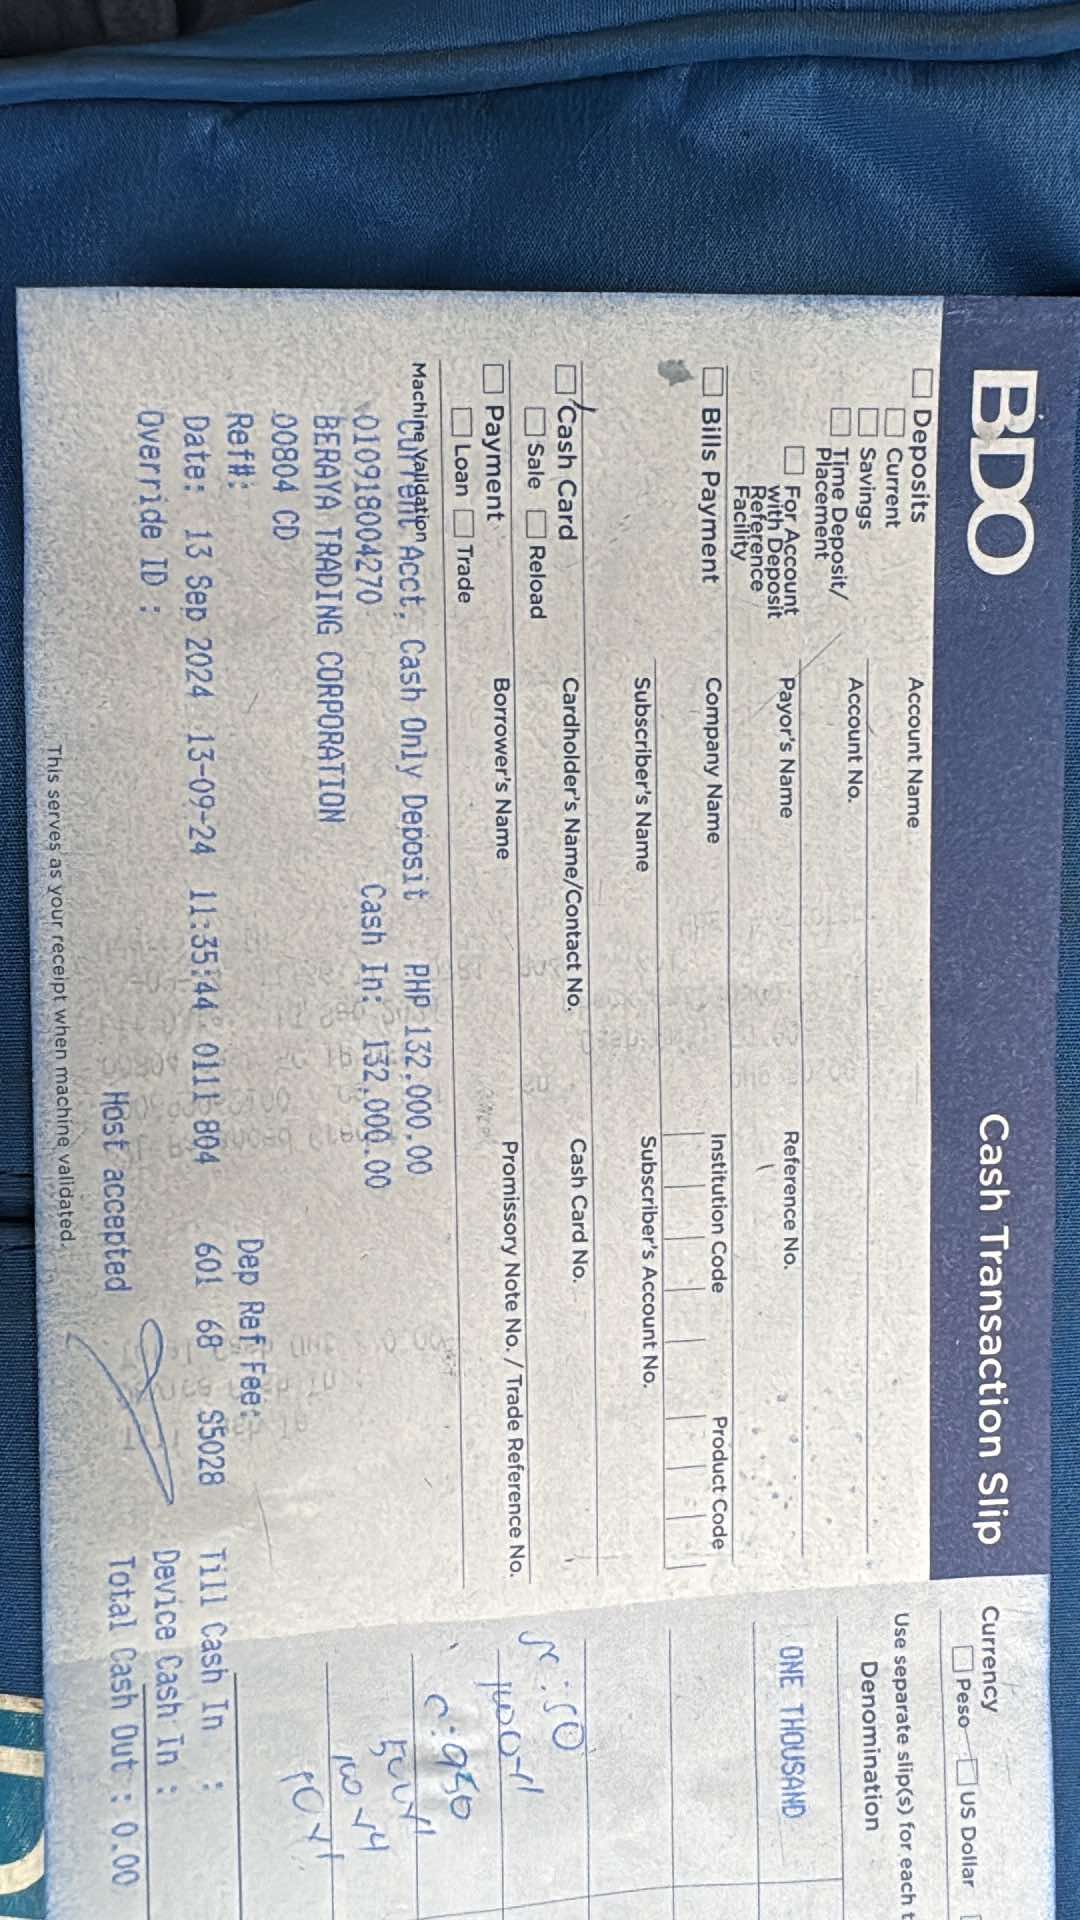 BDO
Cash Transaction Slip
Deposits
Current
Savings
Time Deposit/
Placement
For Account
with Deposit
Reference
Facility
Account Name
Account No.
Payor's Name
Reference No.
Bills Payment
Company Name
Institution Code
Product Code
Subscriber's Name
Subscriber's Account No.
Cash Card
Sale
Reload
Cardholder's Name/Contact No.
Cash Card No.
Payment
Loan
Trade
Borrower's Name
Promissory Note No. / Trade Reference No.
Machine Validation
Current Acct, Cash Only Deposit PHP 132,000.00
010918004270 Cash In: 132,000.00
BERAYA TRADING CORPORATION
00804 CD
Ref#: Dep Ref Fee:
Date: 13 Sep 2024 13-09-24 11:35:44 0111 804 601 68 S5028 Till Cash In :
Override ID : Device Cash In :
Host accepted Total Cash Out : 0.00
This serves as your receipt when machine validated.
Currency
Peso
US Dollar
Use separate slip(s) for each
Denomination
ONE THOUSAND